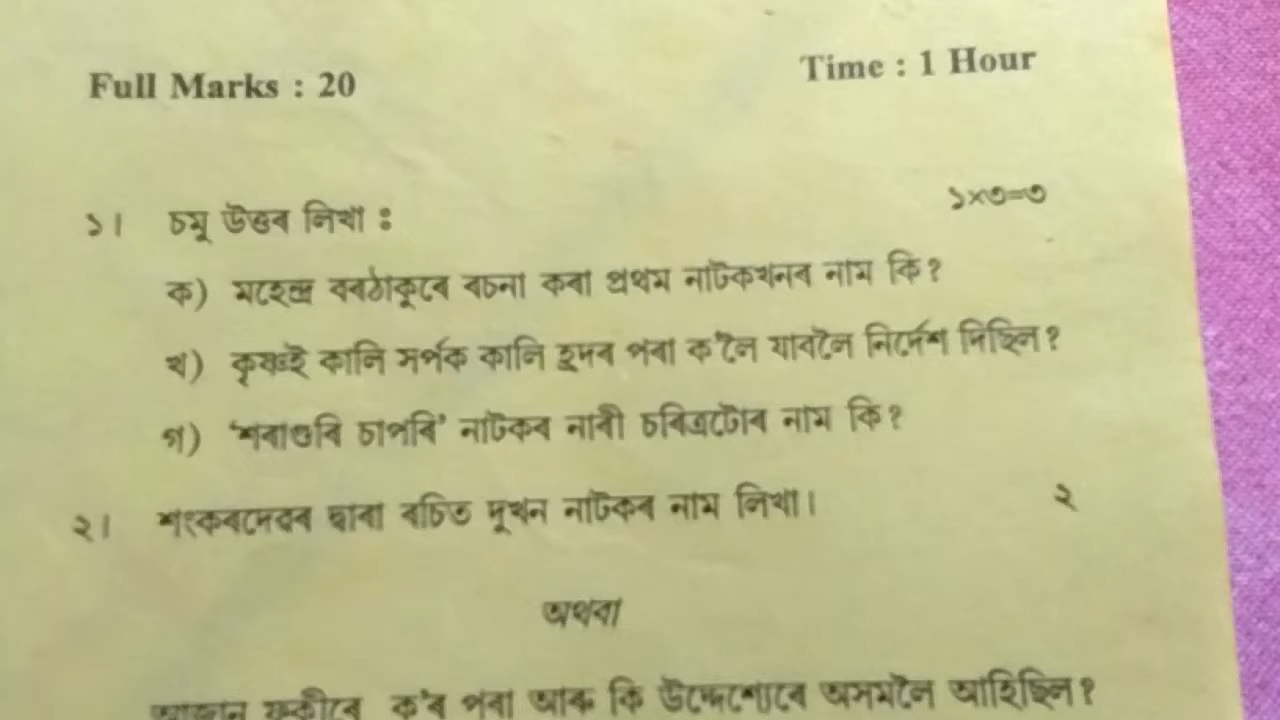 Full Marks : 20
Time : 1 Hour
১×৩=৩
১। চমু উত্তৰ লিখা ঃ
ক) মহেন্দ্ৰ বৰঠাকুৰে ৰচনা কৰা প্ৰথম নাটকখনৰ নাম কি?
খ) কৃষ্ণই কালি সৰ্পক কালি হ্ৰদৰ পৰা ক'লৈ যাবলৈ নিৰ্দেশ দিছিল?
গ) 'শৰাগুৰি চাপৰি' নাটকৰ নাৰী চৰিত্ৰটোৰ নাম কি?
২। শংকৰদেৱৰ দ্বাৰা ৰচিত দুখন নাটকৰ নাম লিখা। ২
অথবা
আজান ফকীৰে ক'ৰ পৰা আৰু কি উদ্দেশ্যেৰে অসমলৈ আহিছিল?